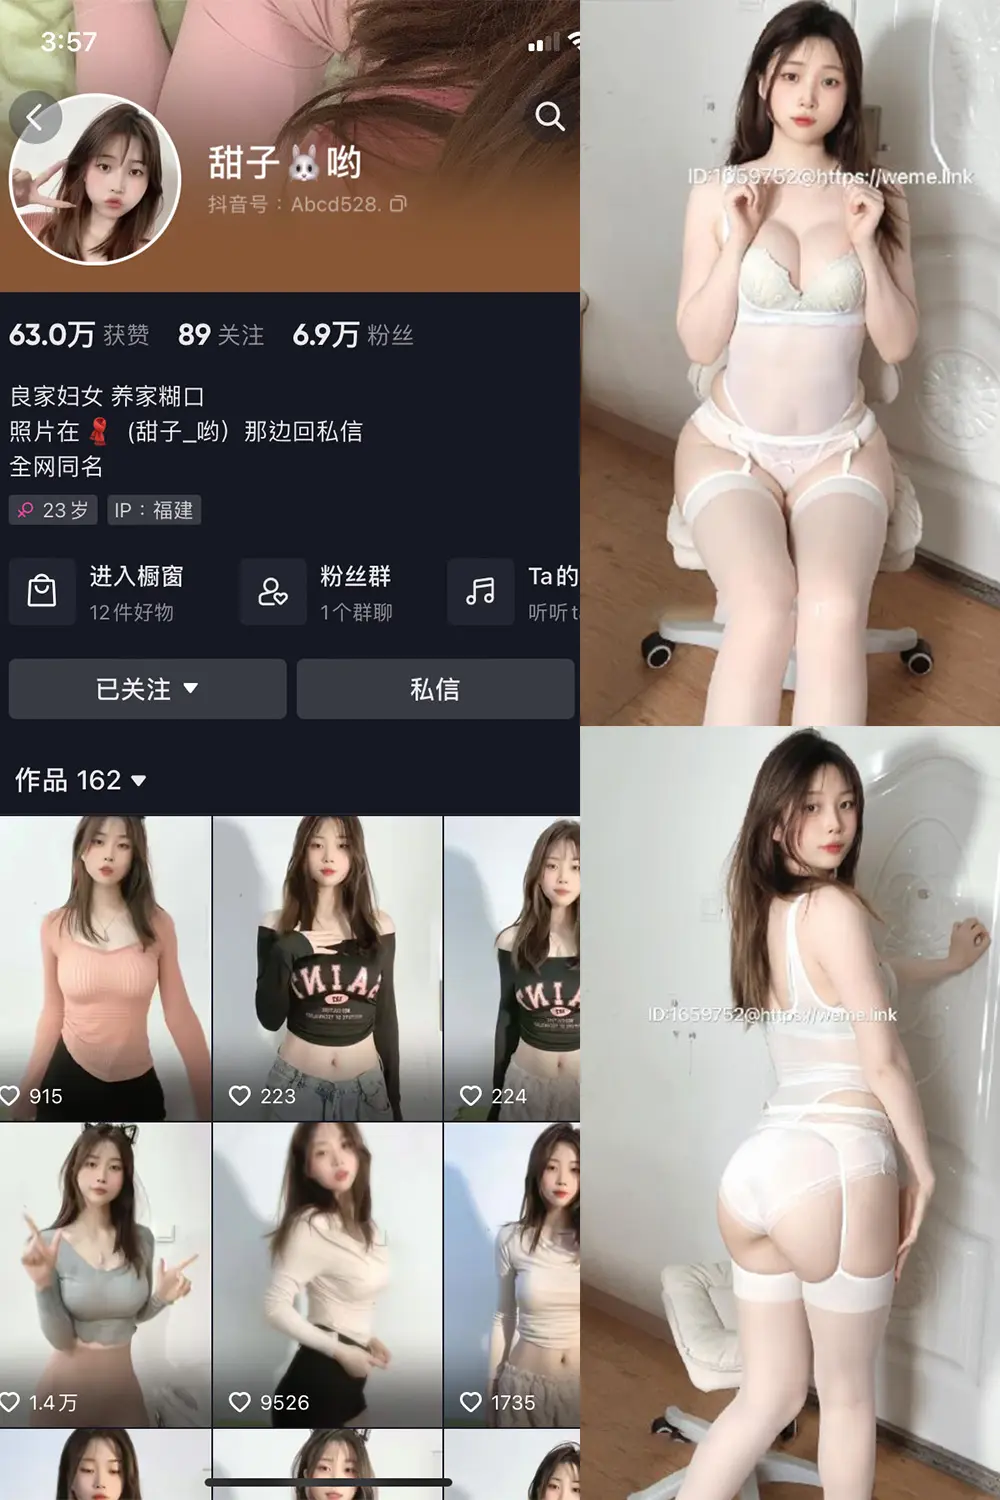 3:57
甜子🐰哟
抖音号：Abcd528.
63.0万 获赞 89 关注 6.9万 粉丝
良家妇女 养家糊口
照片在🧣（甜子_哟）那边回私信
全网同名
23岁 IP：福建
进入橱窗
12件好物
粉丝群
1个群聊
Ta的
听听t
已关注
私信
作品 162
915
223
224
1.4万
9526
1735
ID:1659752@https://weme.link
ID:1659752@https://weme.link